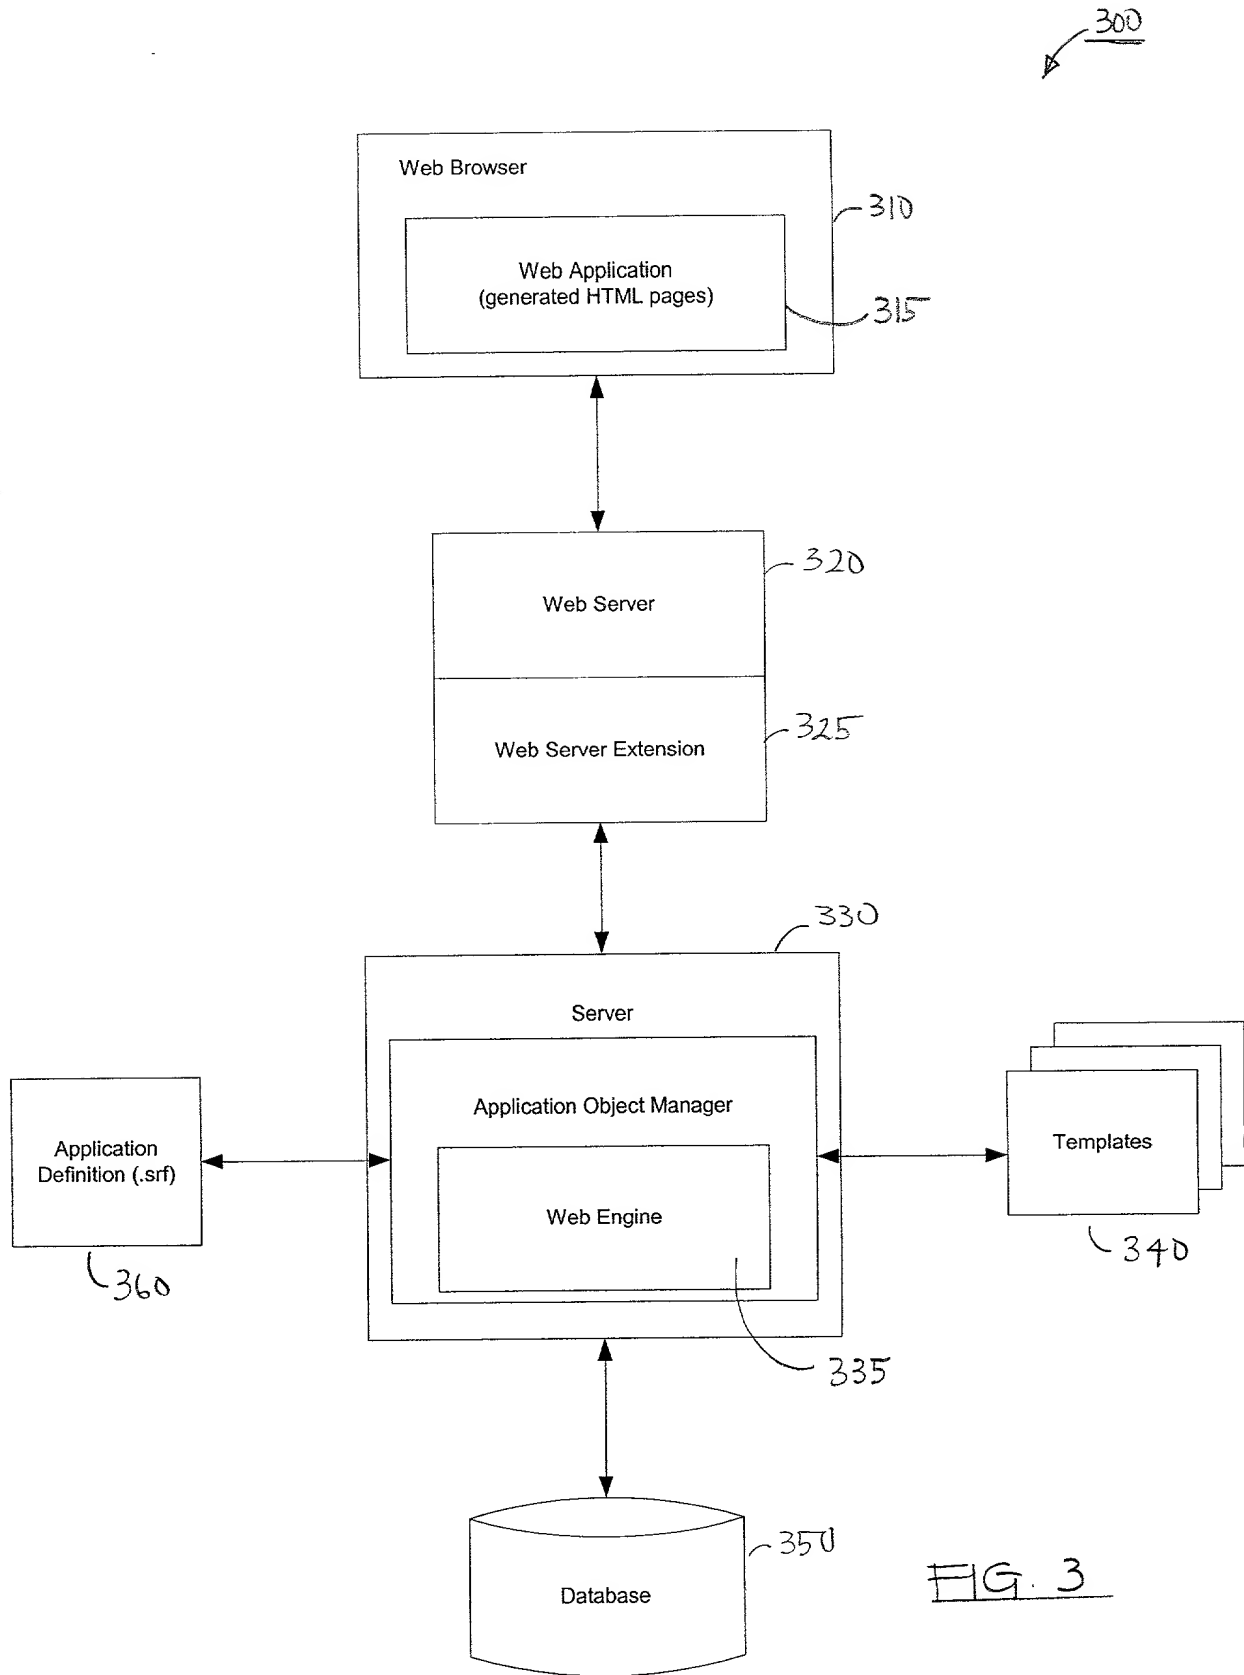 300
Web Browser
310
Web Application
(generated HTML pages)
315
320
Web Server
325
Web Server Extension
330
Server
Application Object Manager
Application
Definition (.srf)
Templates
Web Engine
340
360
335
350
Database
FIG. 3